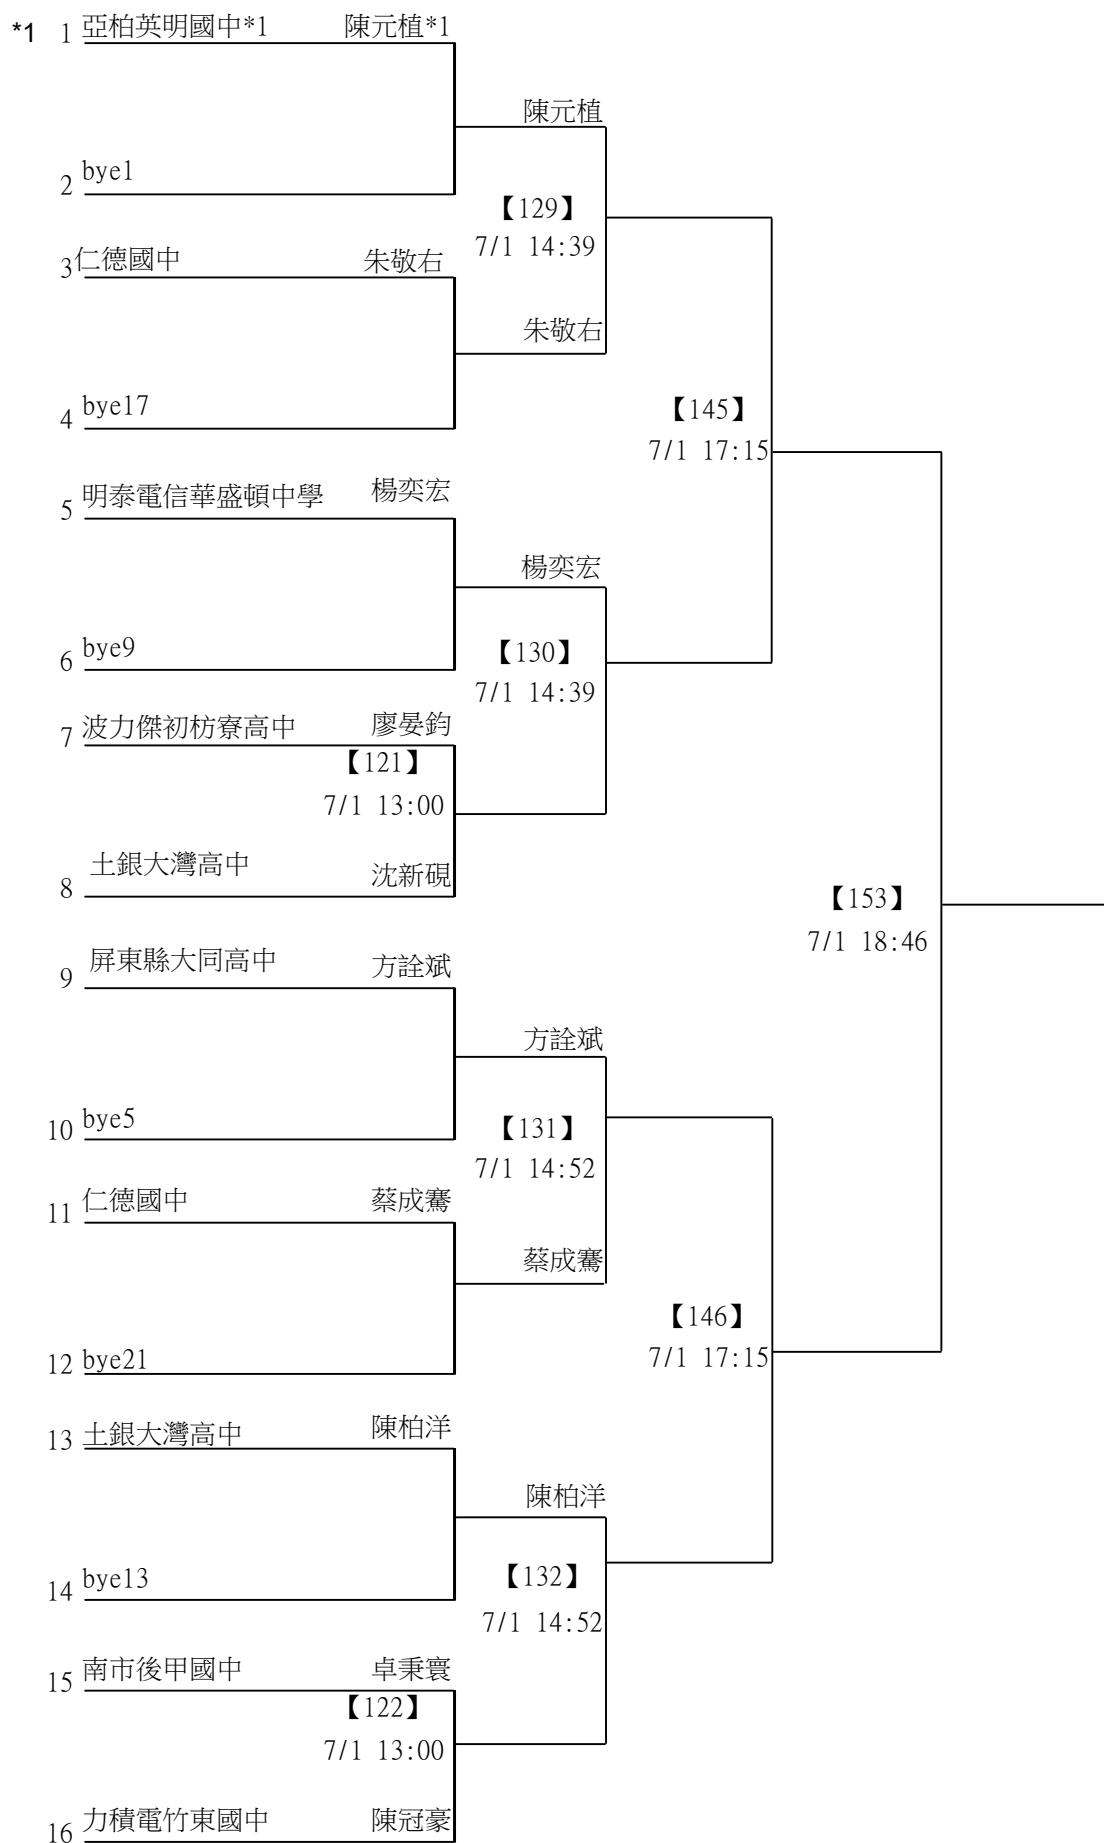 *1 1 亞柏英明國中*1 陳元植*1
陳元植
2 bye1
【129】
7/1 14:39
3 仁德國中 朱敬右
朱敬右
4 bye17
【145】
7/1 17:15
5 明泰電信華盛頓中學 楊奕宏
楊奕宏
6 bye9
【130】
7/1 14:39
7 波力傑初枋寮高中 廖晏鈞
【121】
7/1 13:00
8 土銀大灣高中 沈新硯
【153】
7/1 18:46
9 屏東縣大同高中 方詮斌
方詮斌
10 bye5
【131】
7/1 14:52
11 仁德國中 蔡成騫
蔡成騫
【146】
7/1 17:15
12 bye21
13 土銀大灣高中 陳柏洋
陳柏洋
14 bye13
【132】
7/1 14:52
15 南市後甲國中 卓秉寰
【122】
7/1 13:00
16 力積電竹東國中 陳冠豪